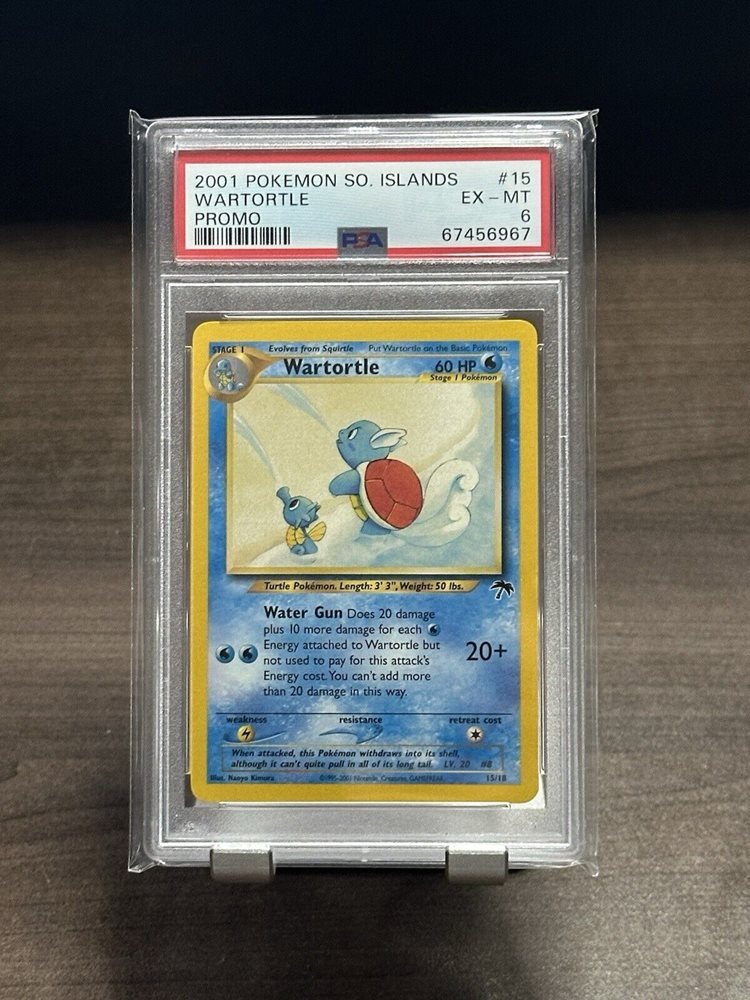 2001 POKEMON SO. ISLANDS #15
WARTORTLE EX - MT
PROMO 6
PSA 67456967
STAGE 1 Evolves from Squirtle Put Wartortle on the Basic Pokémon
Wartortle 60 HP
Stage 1 Pokémon
Turtle Pokémon. Length: 3' 3", Weight: 50 lbs.
Water Gun Does 20 damage
plus 10 more damage for each
Energy attached to Wartortle but
not used to pay for this attack's
Energy cost. You can't add more
than 20 damage in this way.
20+
weakness resistance retreat cost
When attacked, this Pokémon withdraws into its shell,
although it can't quite pull in all of its long tail. LV. 20 #8
Illus. Naoyo Kimura ©1995-2001 Nintendo, Creatures, GAMEFREAK. 15/18